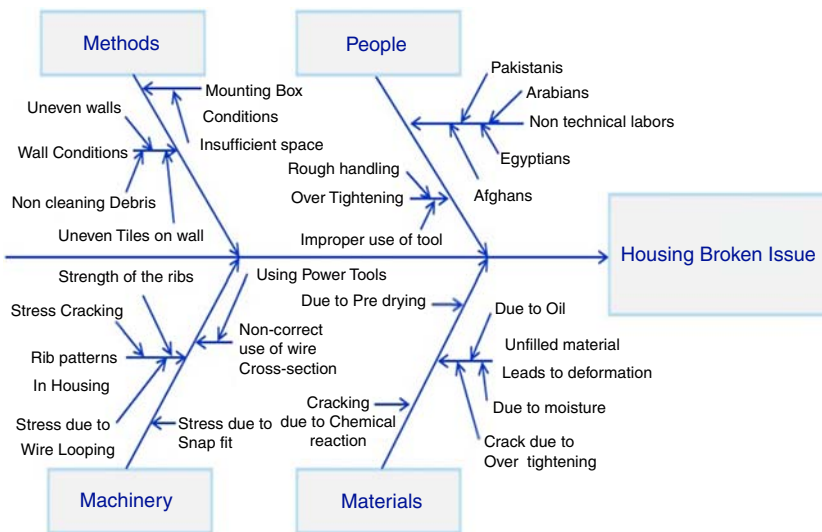 Methods
People
Mounting Box
Conditions
Insufficient space
Uneven walls
Wall Conditions
Non cleaning Debris
Uneven Tiles on wall
Pakistanis
Arabians
Non technical labors
Egyptians
Afghans
Rough handling
Over Tightening
Improper use of tool
Housing Broken Issue
Strength of the ribs
Stress Cracking
Rib patterns
In Housing
Stress due to
Wire Looping
Using Power Tools
Non-correct
use of wire
Cross-section
Stress due to
Snap fit
Due to Pre drying
Due to Oil
Unfilled material
Leads to deformation
Due to moisture
Cracking
due to Chemical
reaction
Crack due to
Over tightening
Machinery
Materials